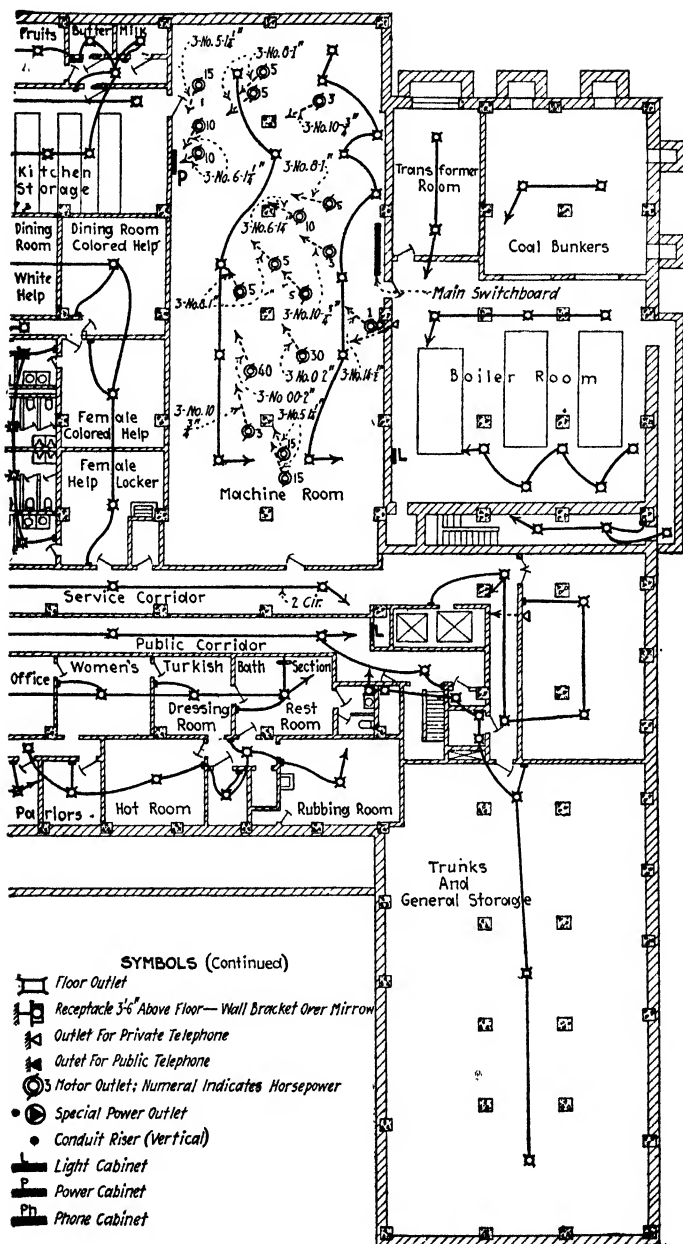 Fruits
Butter
Milk
3-No.5-1¼"
3-No.8-1"
15
5
5
3
1
10
10
3-No.10-¾"
P
3-No.6-1¼"
3-No.8-1"
Kitchen
Storage
Transformer
Room
Coal Bunkers
Dining
Room
Dining Room
Colored Help
White
Help
3-No.6-1¼"
5
10
5
3
5
5
3-No.8-1"
3-No.10-¾"
Main Switchboard
1
Boiler Room
40
30
3-No.0-2"
3-No.14-½"
3-No.00-2"
3-No.10
¾"
3-No.5 1¼"
3
15
15
Machine Room
L
Female
Colored Help
Female
Help Locker
Service Corridor
2 Cir.
Public Corridor
L
Office
Women's
Turkish
Bath
Section
Dressing
Room
Rest
Room
Parlors
Hot Room
Rubbing Room
Trunks
And
General Storage
SYMBOLS (Continued)
Floor Outlet
Receptacle 3'-6" Above Floor— Wall Bracket Over Mirrow
Outlet For Private Telephone
Outet For Public Telephone
3 Motor Outlet; Numeral Indicates Horsepower
P Special Power Outlet
Conduit Riser (Vertical)
L Light Cabinet
P Power Cabinet
Ph Phone Cabinet